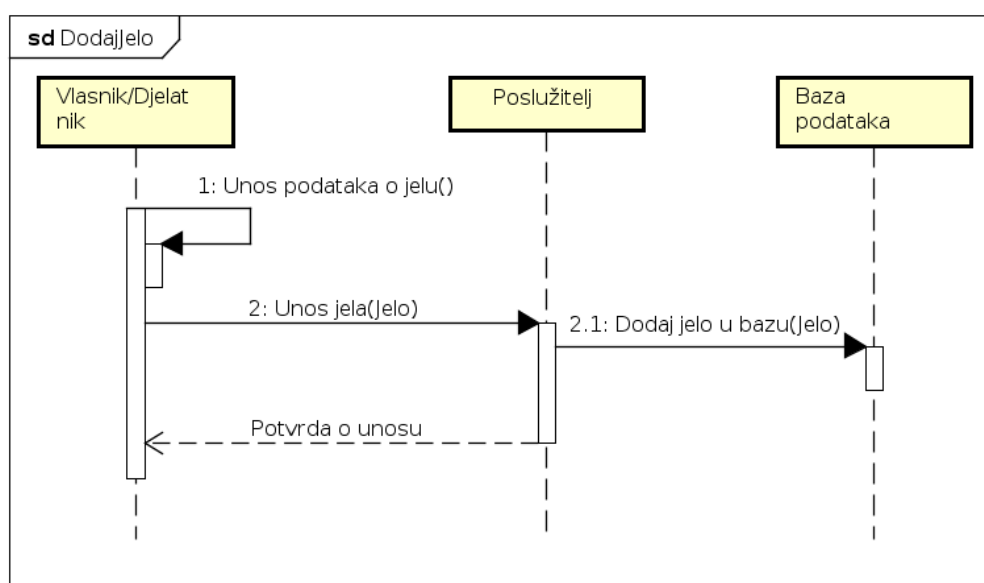 sd DodajJelo
Vlasnik/Djelat
nik
Poslužitelj
Baza
podataka
1: Unos podataka o jelu()
2: Unos jela(Jelo)
2.1: Dodaj jelo u bazu(Jelo)
Potvrda o unosu